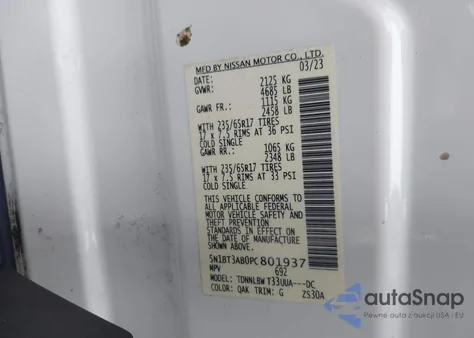 MFD BY NISSAN MOTOR CO., LTD.
DATE: 03/23
GVWR: 2125 KG
4685 LB
GAWR FR.: 1115 KG
2458 LB
WITH 235/65R17 TIRES
17 x 7.5 RIMS AT 36 PSI
COLD SINGLE
GAWR RR.: 1065 KG
2348 LB
WITH 235/65R17 TIRES
17 x 7.5 RIMS AT 33 PSI
COLD SINGLE
THIS VEHICLE CONFORMS TO ALL
APPLICABLE U.S. FEDERAL
MOTOR VEHICLE SAFETY AND
THEFT PREVENTION STANDARDS
IN EFFECT ON THE DATE OF
MANUFACTURE SHOWN ABOVE.
5N1BT3AB0PC801937
MPV 692
MODEL: TDNNLBW T33UUA---DC
COLOR: QAK TRIM: G ZS30A
autaSnap
Pewne auto z USA i EU